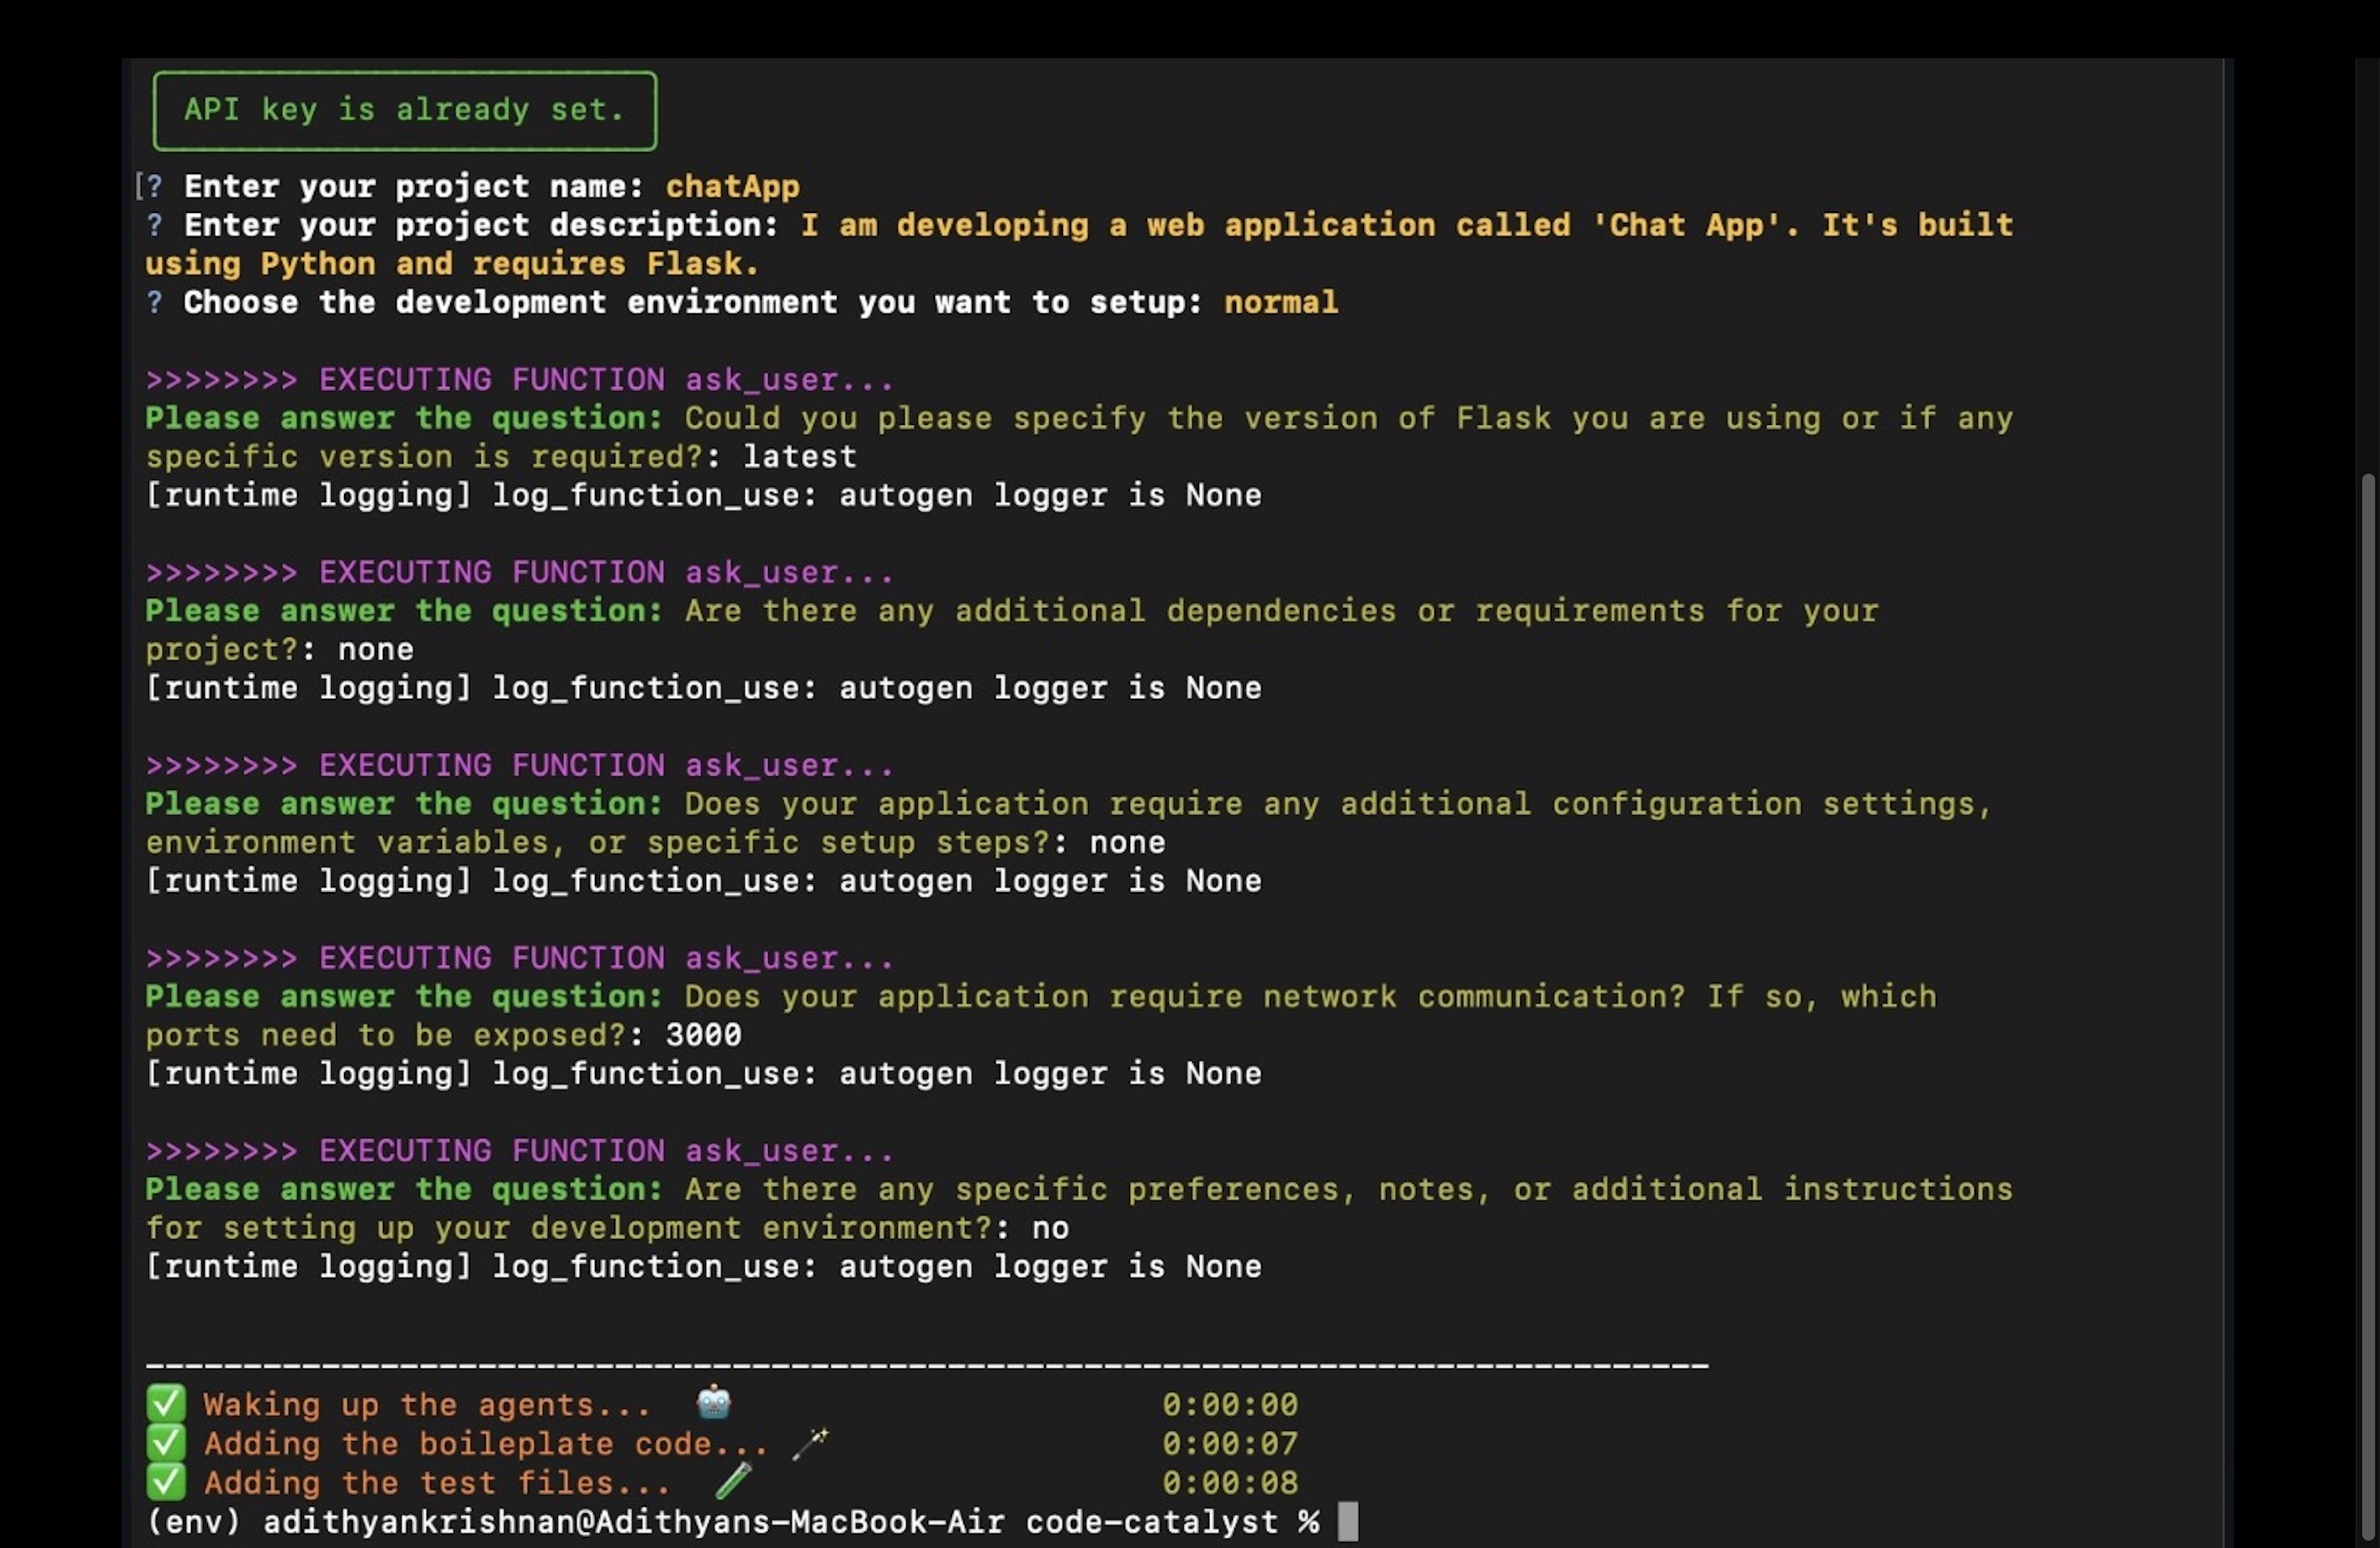 API key is already set.
[? Enter your project name: chatApp
? Enter your project description: I am developing a web application called 'Chat App'. It's built
using Python and requires Flask.
? Choose the development environment you want to setup: normal
>>>>>>>> EXECUTING FUNCTION ask_user...
Please answer the question: Could you please specify the version of Flask you are using or if any
specific version is required?: latest
[runtime logging] log_function_use: autogen logger is None
>>>>>>>> EXECUTING FUNCTION ask_user...
Please answer the question: Are there any additional dependencies or requirements for your
project?: none
[runtime logging] log_function_use: autogen logger is None
>>>>>>>> EXECUTING FUNCTION ask_user...
Please answer the question: Does your application require any additional configuration settings,
environment variables, or specific setup steps?: none
[runtime logging] log_function_use: autogen logger is None
>>>>>>>> EXECUTING FUNCTION ask_user...
Please answer the question: Does your application require network communication? If so, which
ports need to be exposed?: 3000
[runtime logging] log_function_use: autogen logger is None
>>>>>>>> EXECUTING FUNCTION ask_user...
Please answer the question: Are there any specific preferences, notes, or additional instructions
for setting up your development environment?: no
[runtime logging] log_function_use: autogen logger is None
---------------------------------------------------------------------------------
✅ Waking up the agents... 🤖 0:00:00
✅ Adding the boileplate code... 🪄 0:00:07
✅ Adding the test files... 🧪 0:00:08
(env) adithyankrishnan@Adithyans-MacBook-Air code-catalyst %